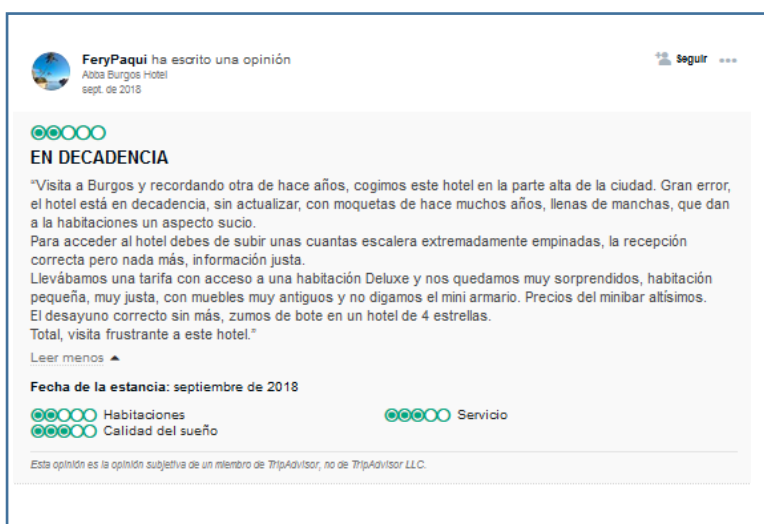 FeryPaqui ha escrito una opinión
Abba Burgos Hotel
sept. de 2018
Seguir
EN DECADENCIA
"Visita a Burgos y recordando otra de hace años, cogimos este hotel en la parte alta de la ciudad. Gran error,
el hotel está en decadencia, sin actualizar, con moquetas de hace muchos años, llenas de manchas, que dan
a la habitaciones un aspecto sucio.
Para acceder al hotel debes de subir unas cuantas escalera extremadamente empinadas, la recepción
correcta pero nada más, información justa.
Llevábamos una tarifa con acceso a una habitación Deluxe y nos quedamos muy sorprendidos, habitación
pequeña, muy justa, con muebles muy antiguos y no digamos el mini armario. Precios del minibar altísimos.
El desayuno correcto sin más, zumos de bote en un hotel de 4 estrellas.
Total, visita frustrante a este hotel."
Leer menos
Fecha de la estancia: septiembre de 2018
Habitaciones
Servicio
Calidad del sueño
Esta opinión es la opinión subjetiva de un miembro de TripAdvisor, no de TripAdvisor LLC.